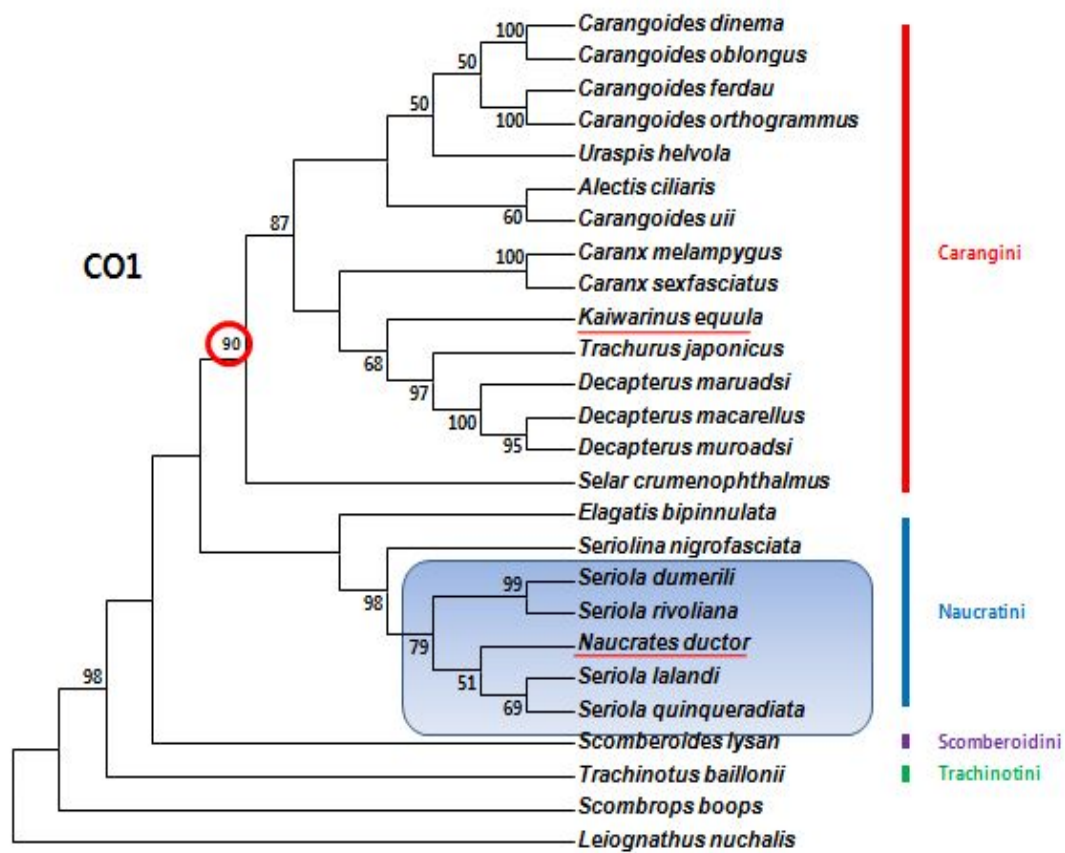 100
Carangoides dinema
50
Carangoides oblongus
50
Carangoides ferdau
100
Carangoides orthogrammus
Uraspis helvola
Alectis ciliaris
60
Carangoides uii
87
CO1
100
Caranx melampygus
Carangini
Caranx sexfasciatus
Kaiwarinus equula
90
68
Trachurus japonicus
97
Decapterus maruadsi
100
Decapterus macarellus
95
Decapterus muroadsi
Selar crumenophthalmus
Elagatis bipinnulata
Seriolina nigrofasciata
98
99
Seriola dumerili
Seriola rivoliana
Naucratini
79
Naucrates ductor
51
Seriola lalandi
98
69
Seriola quinqueradiata
Scomberoides lysan
Scomberoidini
Trachinotus baillonii
Trachinotini
Scombrops boops
Leiognathus nuchalis